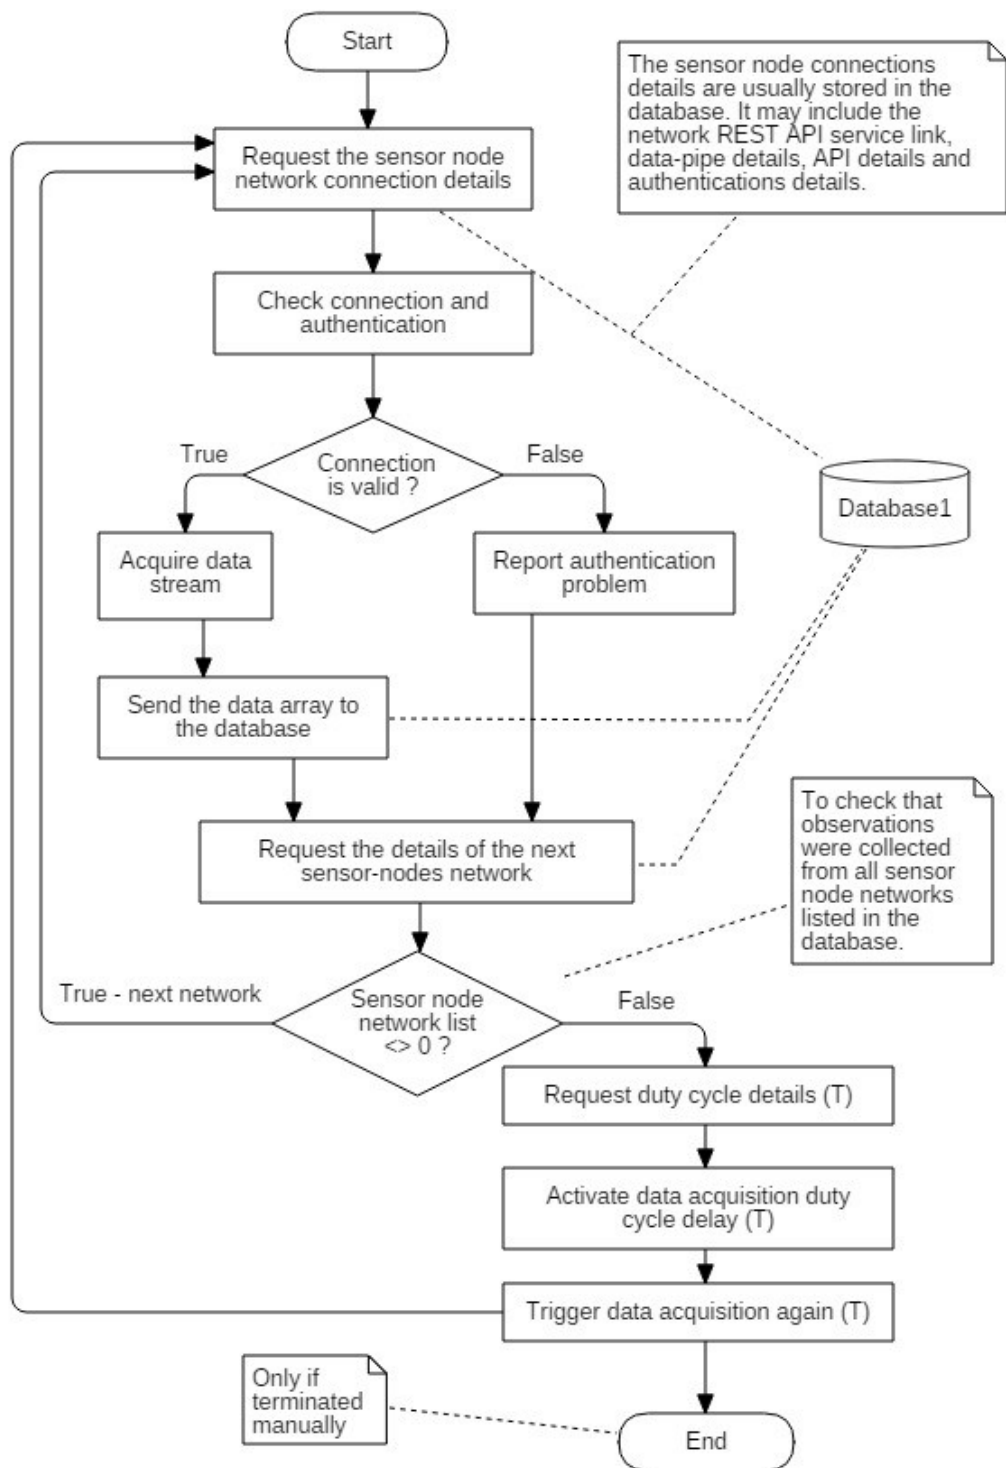 Start
The sensor node connections
details are usually stored in the
database. It may include the
network REST API service link,
data-pipe details, API details and
authentications details.
Request the sensor node
network connection details
Check connection and
authentication
True
False
Connection
is valid ?
Database1
Acquire data
stream
Report authentication
problem
Send the data array to
the database
To check that
observations
were collected
from all sensor
node networks
listed in the
database.
Request the details of the next
sensor-nodes network
True - next network
Sensor node
network list
<> 0 ?
False
Request duty cycle details (T)
Activate data acquisition duty
cycle delay (T)
Trigger data acquisition again (T)
Only if
terminated
manually
End